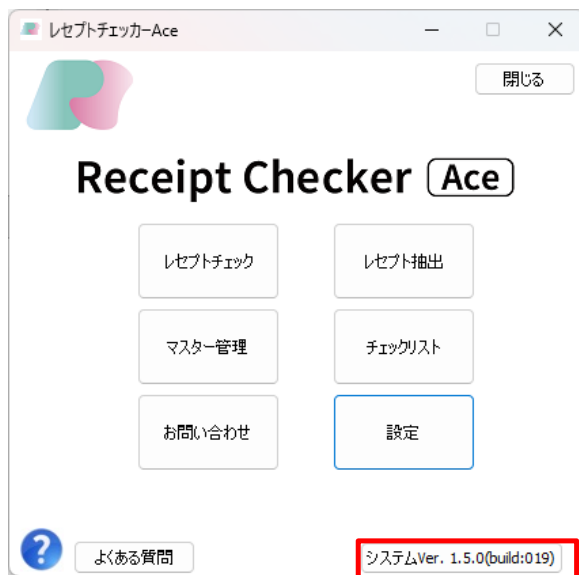 レセプトチェッカーAce
閉じる
Receipt Checker Ace
レセプトチェック
レセプト抽出
マスター管理
チェックリスト
お問い合わせ
設定
?
よくある質問
システムVer. 1.5.0(build:019)